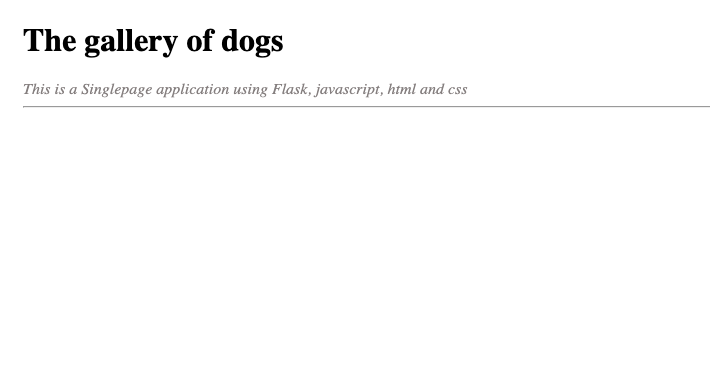 The gallery of dogs
This is a Singlepage application using Flask, javascript, html and css